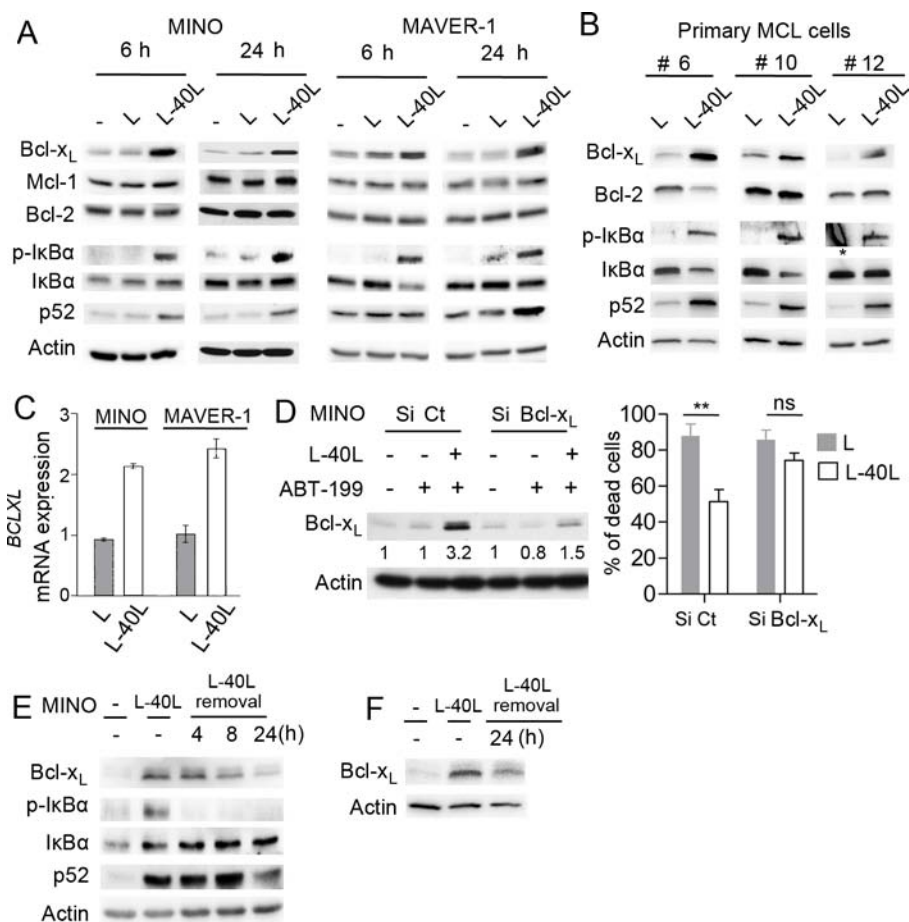 A
MINO
MAVER-1
6 h
24 h
6 h
24 h
- L L-40L
- L L-40L
- L L-40L
- L L-40L
Bcl-xL
Mcl-1
Bcl-2
p-IκBα
IκBα
p52
Actin
B
Primary MCL cells
# 6
# 10
# 12
L L-40L
L L-40L
L L-40L
Bcl-xL
Bcl-2
p-IκBα
*
IκBα
p52
Actin
C
BCLXL
mRNA expression
3
2
1
0
MINO
MAVER-1
L
L-40L
L
L-40L
D
MINO
Si Ct
Si Bcl-xL
L-40L - - + - - +
ABT-199 - + + - + +
Bcl-xL
1 1 3.2 1 0.8 1.5
Actin
% of dead cells
100
80
60
40
20
0
**
ns
L
L-40L
Si Ct
Si Bcl-xL
E
MINO
-
L-40L
L-40L
removal
- - 4 8 24(h)
Bcl-xL
p-IκBα
IκBα
p52
Actin
F
-
L-40L
L-40L
removal
- - 24 (h)
Bcl-xL
Actin